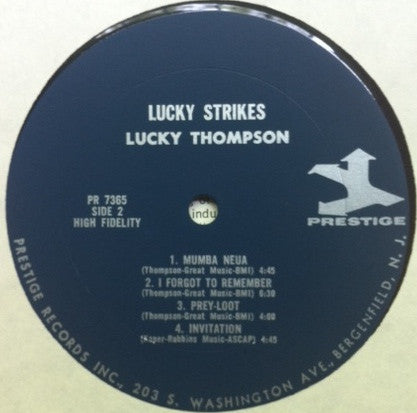 LUCKY STRIKES
LUCKY THOMPSON
PR 7365
SIDE 2
HIGH FIDELITY
indu
PRESTIGE
1. MUMBA NEUA
(Thompson-Great Music-BMI) 4:45
2. I FORGOT TO REMEMBER
(Thompson-Great Music-BMI) 6:30
3. PREY-LOOT
(Thompson-Great Music-BMI) 4:00
4. INVITATION
(Kaper-Robbins Music-ASCAP) 4:45
PRESTIGE RECORDS INC., 203 S. WASHINGTON AVE., BERGENFIELD, N. J.